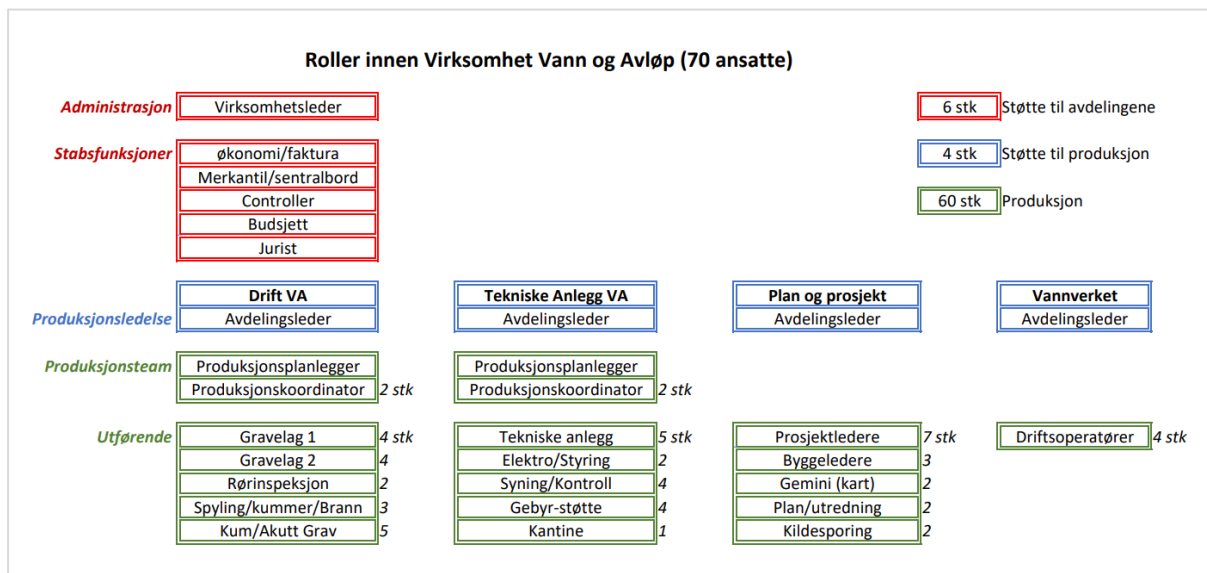 Roller innen Virksomhet Vann og Avløp (70 ansatte)
Administrasjon Virksomhetsleder 6 stk Støtte til avdelingene
Stabsfunksjoner økonomi/faktura 4 stk Støtte til produksjon
Merkantil/sentralbord
Controller 60 stk Produksjon
Budsjett
Jurist
Drift VA Tekniske Anlegg VA Plan og prosjekt Vannverket
Produksjonsledelse Avdelingsleder Avdelingsleder Avdelingsleder Avdelingsleder
Produksjonsteam Produksjonsplanlegger Produksjonsplanlegger
Produksjonskoordinator 2 stk Produksjonskoordinator 2 stk
Utførende Gravelag 1 4 stk Tekniske anlegg 5 stk Prosjektledere 7 stk Driftsoperatører 4 stk
Gravelag 2 4 Elektro/Styring 2 Byggeledere 3
Rørinspeksjon 2 Syning/Kontroll 4 Gemini (kart) 2
Spyling/kummer/Brann 3 Gebyr-støtte 4 Plan/utredning 2
Kum/Akutt Grav 5 Kantine 1 Kildesporing 2